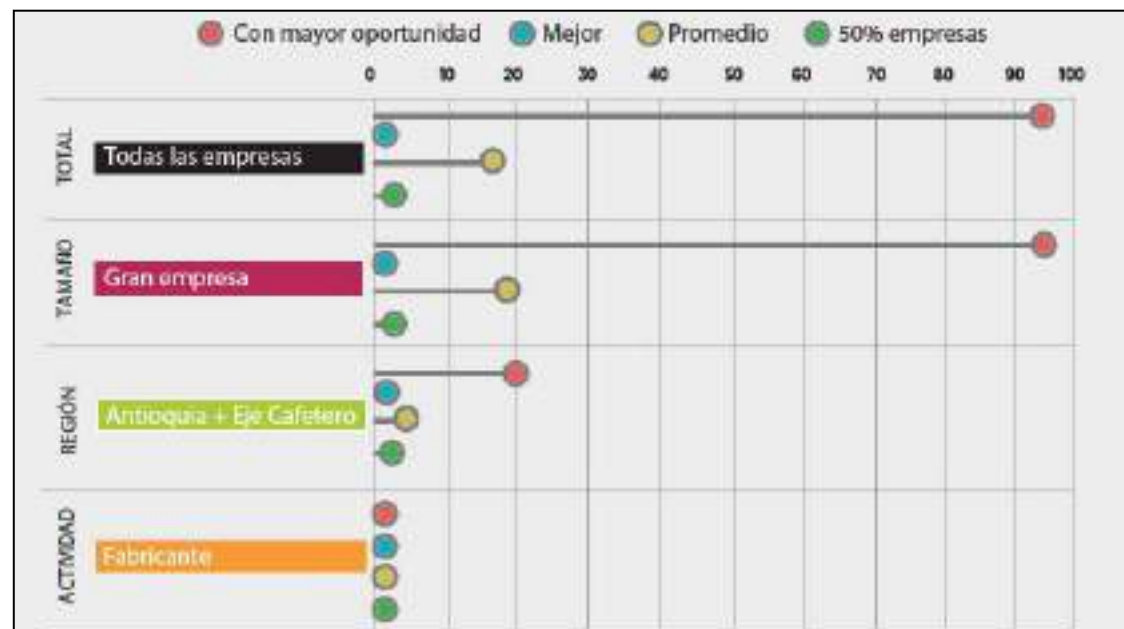 Con mayor oportunidad Mejor Promedio 50% empresas
0 10 20 30 40 50 60 70 80 90 100
TOTAL
Todas las empresas
TAMAÑO
Gran empresa
REGIÓN
Antioquia + Eje Cafetero
ACTIVIDAD
Fabricante